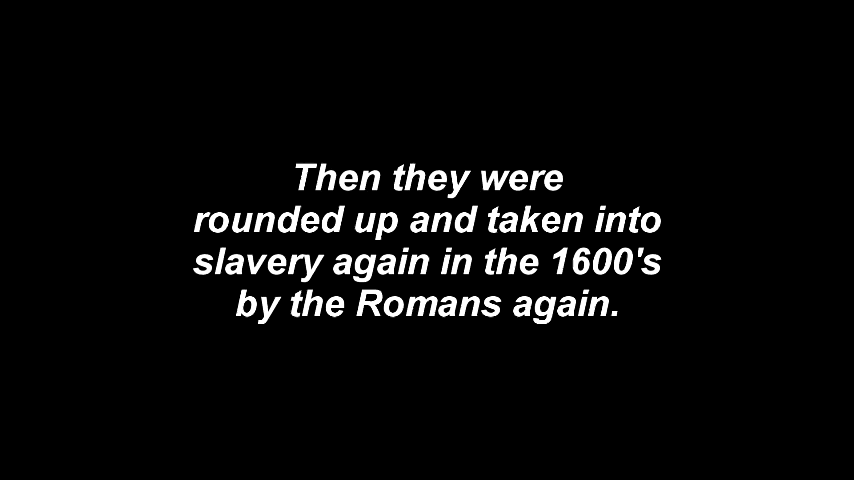 Then they were
rounded up and taken into
slavery again in the 1600's
by the Romans again.